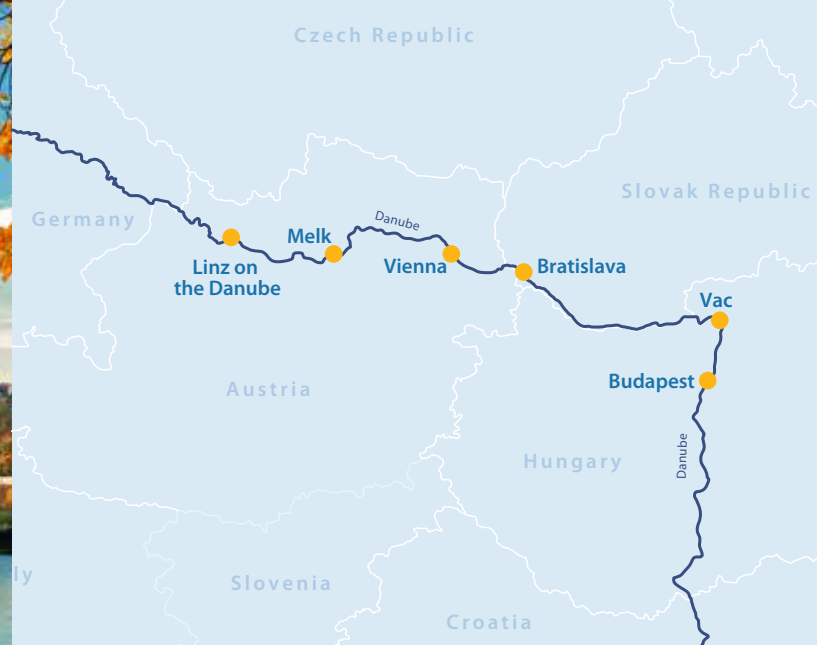 Czech Republic
Slovak Republic
Germany
Danube
Melk
Vienna
Bratislava
Linz on
the Danube
Vac
Budapest
Austria
Danube
Hungary
ly
Slovenia
Croatia